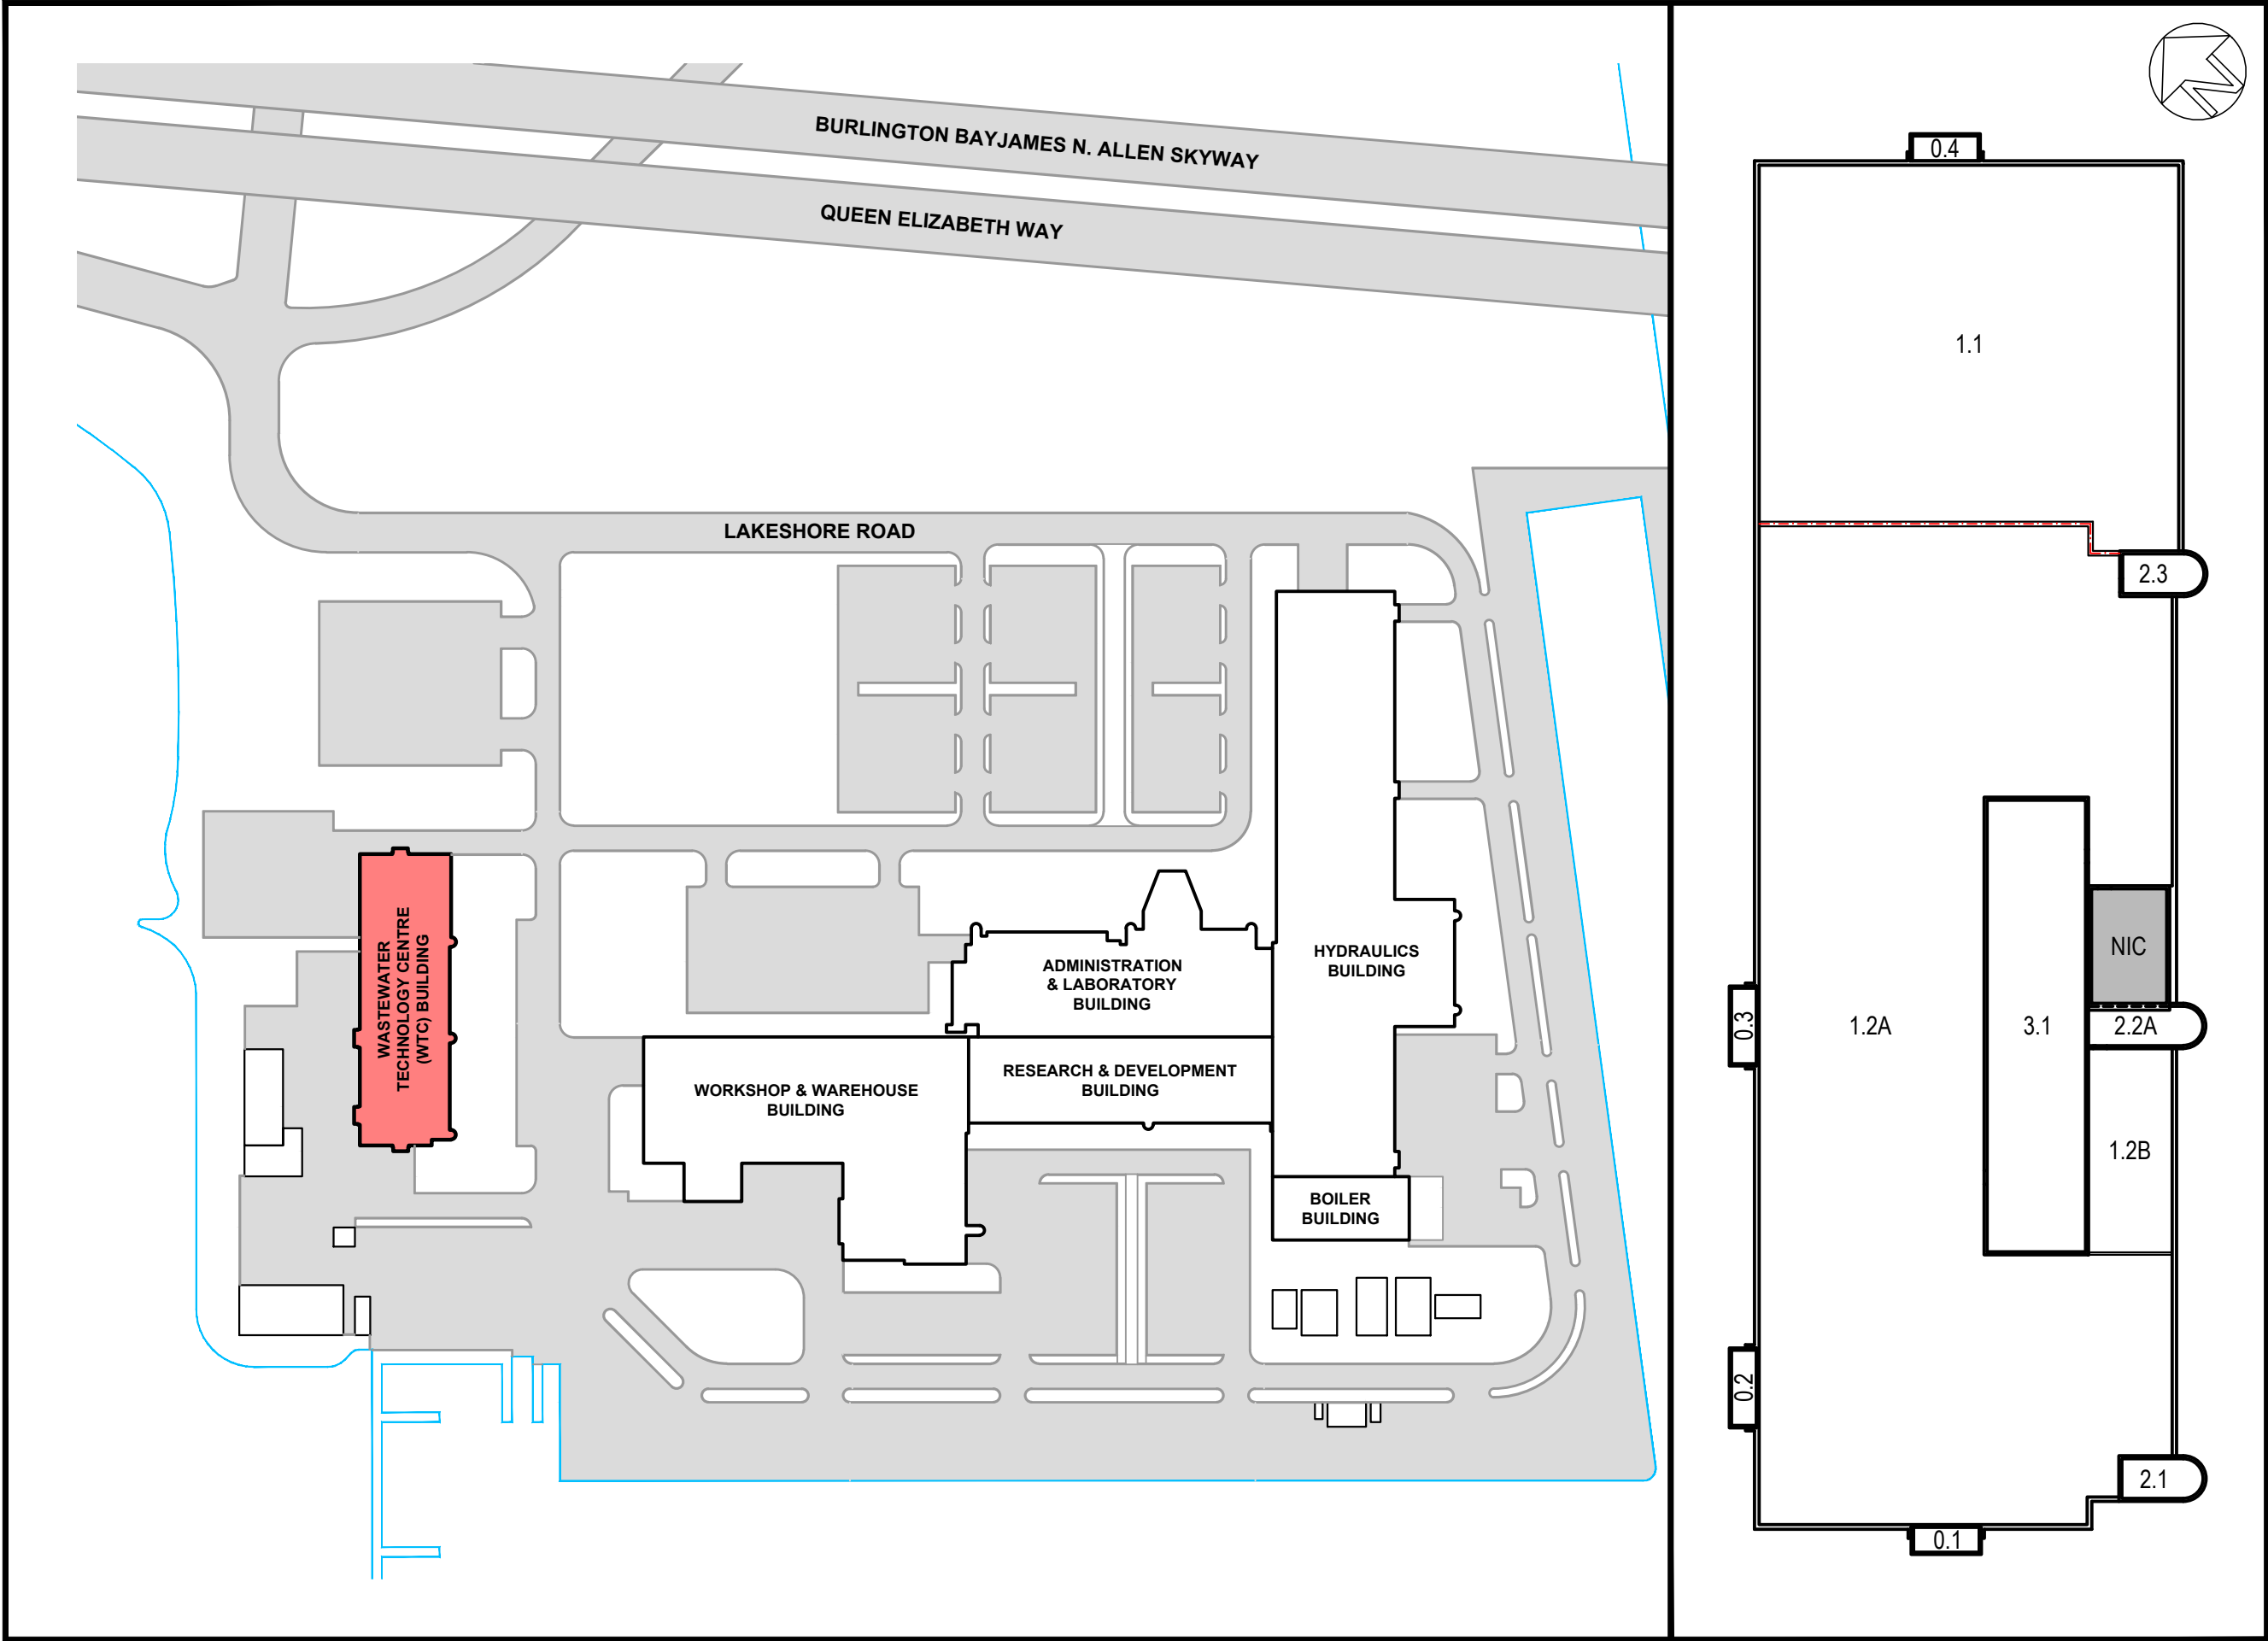 BURLINGTON BAYJAMES N. ALLEN SKYWAY
QUEEN ELIZABETH WAY
LAKESHORE ROAD
WASTEWATER
TECHNOLOGY CENTRE
(WTC) BUILDING
ADMINISTRATION
& LABORATORY
BUILDING
HYDRAULICS
BUILDING
WORKSHOP & WAREHOUSE
BUILDING
RESEARCH & DEVELOPMENT
BUILDING
BOILER
BUILDING
N
0.4
1.1
2.3
NIC
0.3
1.2A
3.1
2.2A
1.2B
0.2
2.1
0.1